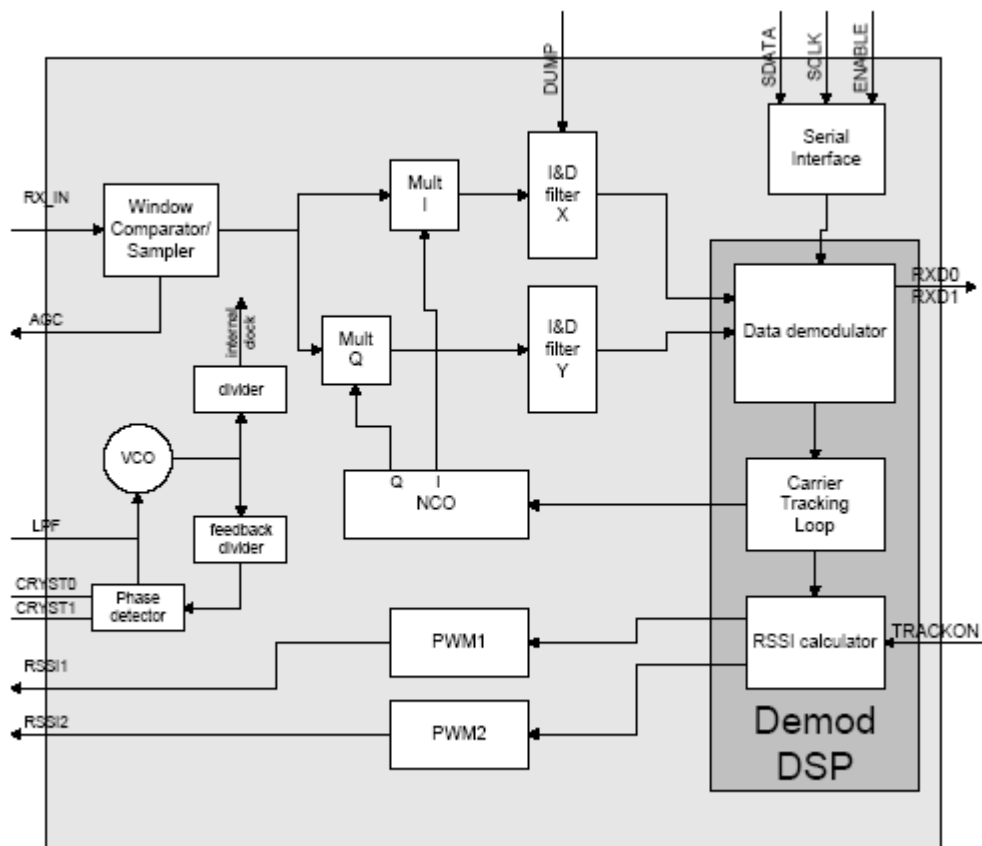 DUMP
SDATA
SCLK
ENABLE
Serial
Interface
RX_IN
Window
Comparator/
Sampler
Mult
I
I&D
filter
X
AGC
internal
clock
Mult
Q
I&D
filter
Y
Data demodulator
RXD0
RXD1
divider
VCO
Q
I
NCO
Carrier
Tracking
Loop
LPF
feedback
divider
CRYST0
CRYST1
Phase
detector
PWM1
RSSI calculator
TRACKON
RSSI1
RSSI2
PWM2
Demod
DSP